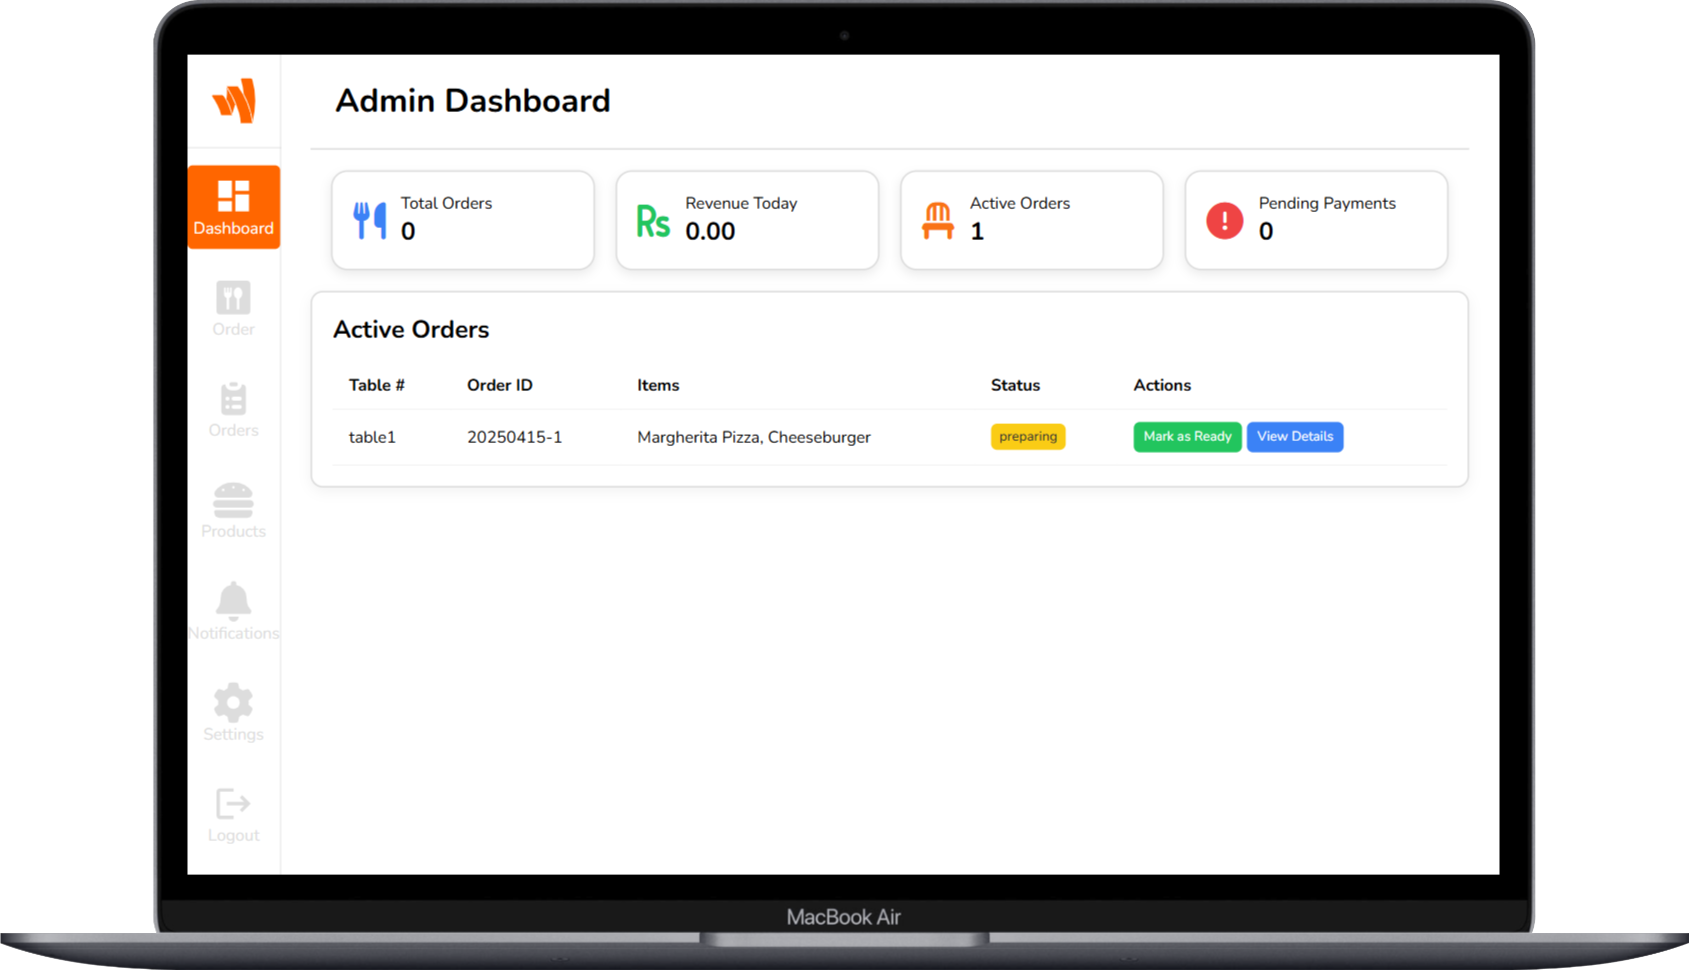 Admin Dashboard
Dashboard
Order
Orders
Products
Notifications
Settings
Logout
Total Orders
0
Rs
Revenue Today
0.00
Active Orders
1
!
Pending Payments
0
Active Orders
Table # Order ID Items Status Actions
table1 20250415-1 Margherita Pizza, Cheeseburger preparing Mark as Ready View Details
MacBook Air